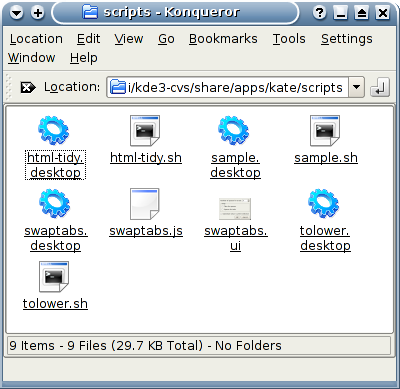 scripts - Konqueror
Location Edit View Go Bookmarks Tools Settings
Window Help
Location: i/kde3-cvs/share/apps/kate/scripts
html-tidy. html-tidy.sh sample. sample.sh
desktop desktop
swaptabs. swaptabs.js swaptabs. tolower.
desktop ui desktop
tolower.sh
9 Items - 9 Files (29.7 KB Total) - No Folders